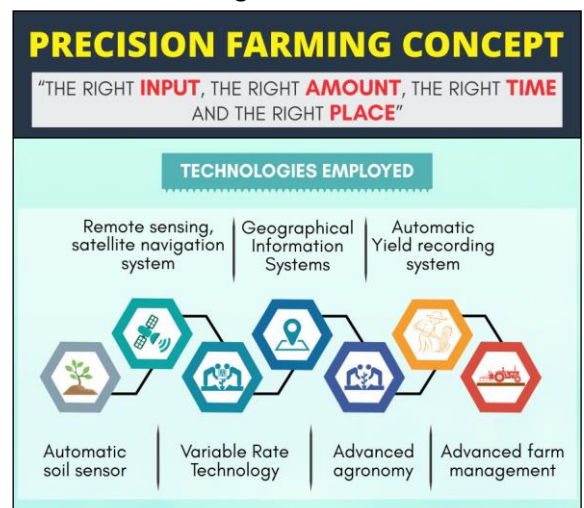 PRECISION FARMING CONCEPT
“THE RIGHT INPUT, THE RIGHT AMOUNT, THE RIGHT TIME
AND THE RIGHT PLACE”
TECHNOLOGIES EMPLOYED
Remote sensing,
satellite navigation
system
Geographical
Information
Systems
Automatic
Yield recording
system
Automatic
soil sensor
Variable Rate
Technology
Advanced
agronomy
Advanced farm
management